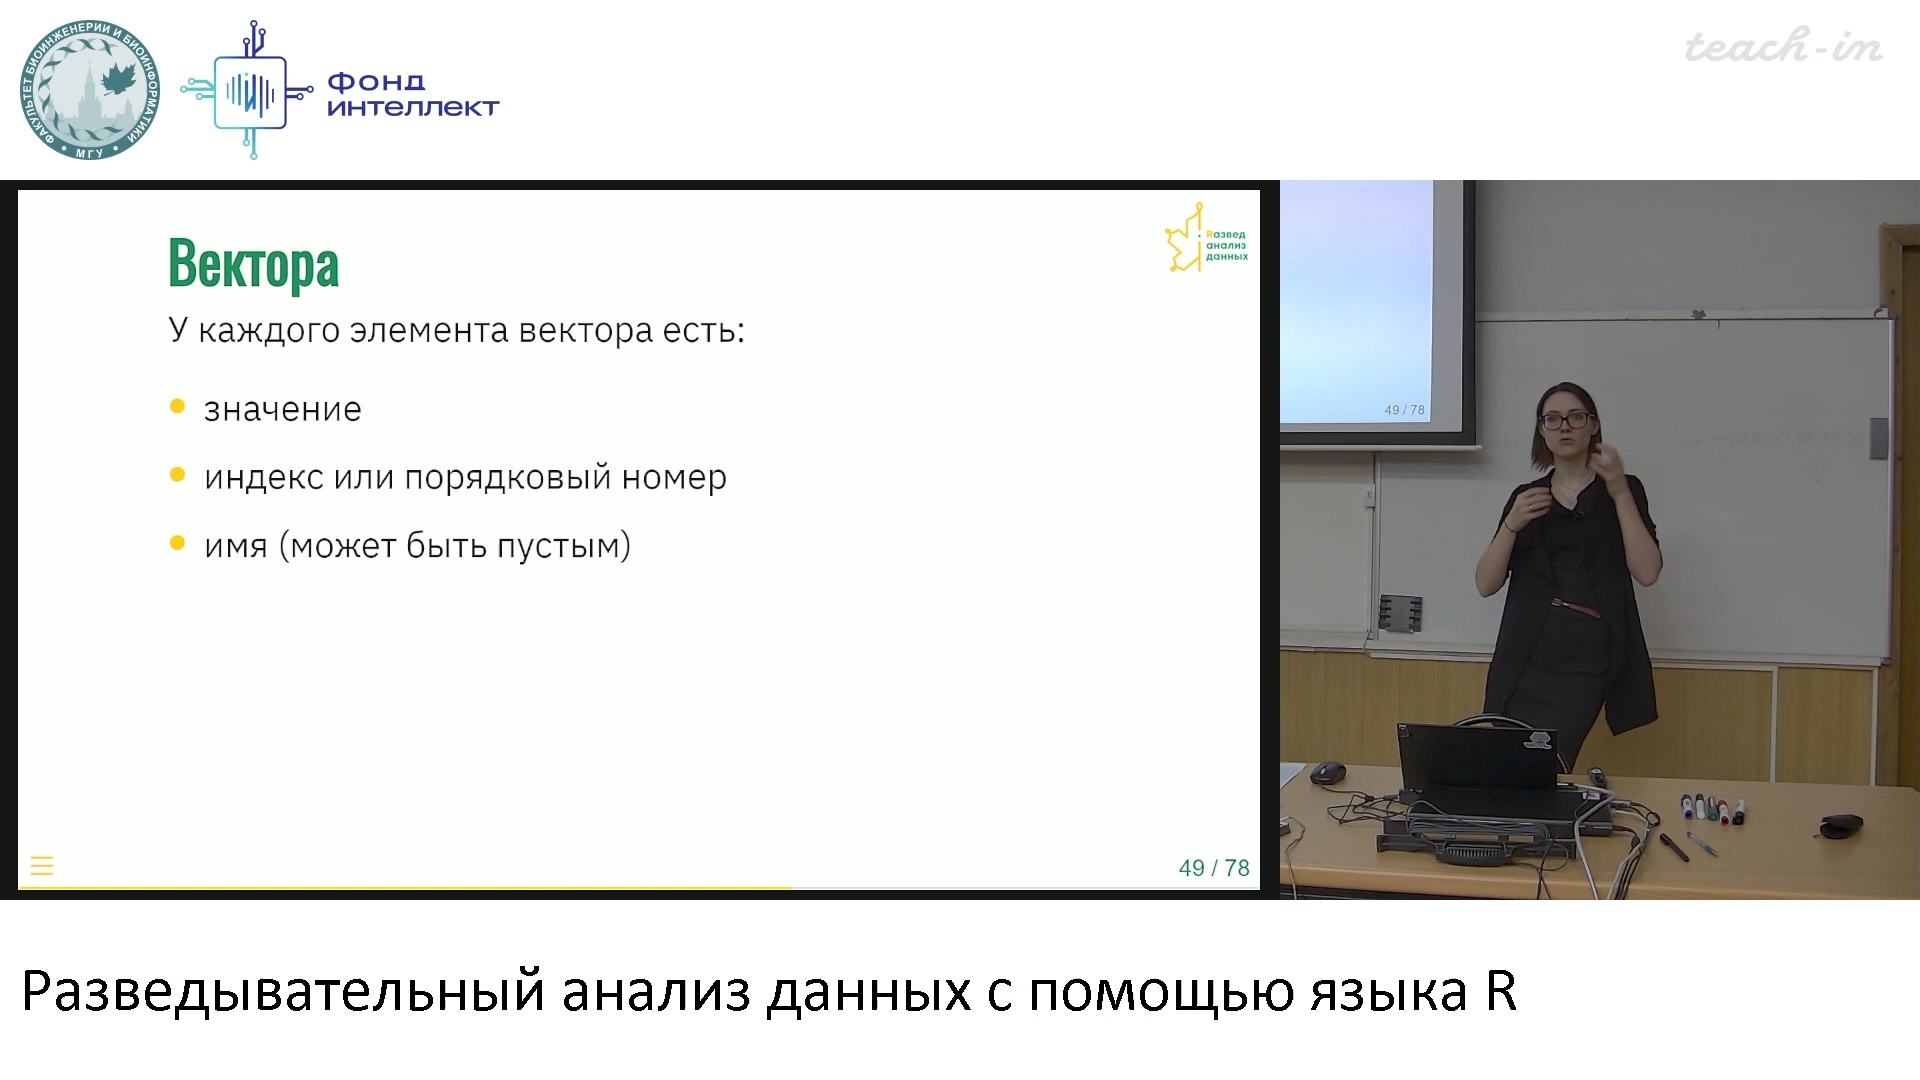 ФАКУЛЬТЕТ БИОИНЖЕНЕРИИ И БИОИНФОРМАТИКИ
• МГУ •
ФОНД
ИНТЕЛЛЕКТ
teach-in
Вектора
Rазвед
анализ
данных
У каждого элемента вектора есть:
значение
индекс или порядковый номер
имя (может быть пустым)
49 / 78
49 / 78
Разведывательный анализ данных с помощью языка R